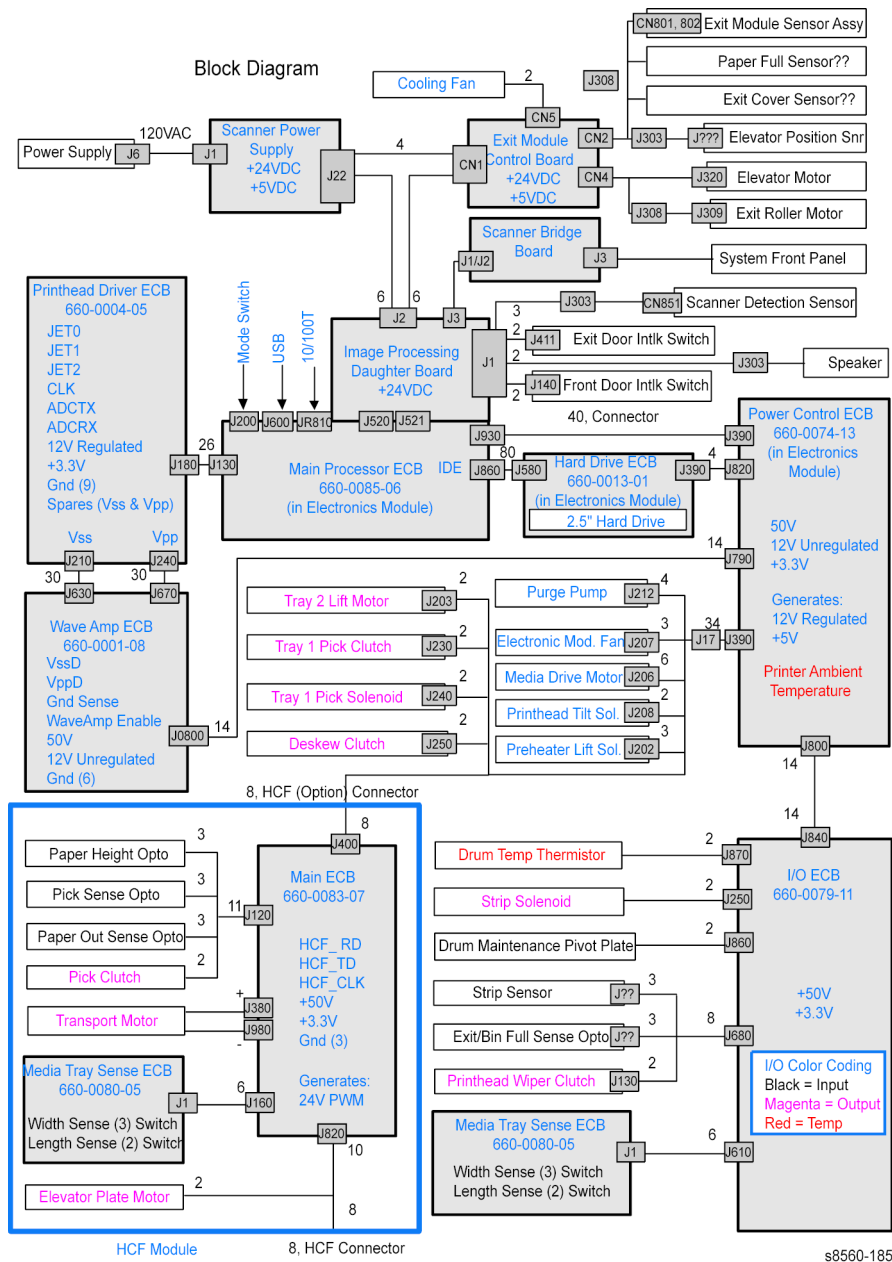 Block Diagram
Cooling Fan
2
J308
CN801, 802
Exit Module Sensor Assy
Paper Full Sensor??
Exit Cover Sensor??
CN5
CN2
J303
J???
Elevator Position Snr
Power Supply
J6
120VAC
J1
Scanner Power
Supply
+24VDC
+5VDC
J22
4
CN1
Exit Module
Control Board
+24VDC
+5VDC
CN4
J320
Elevator Motor
J308
J309
Exit Roller Motor
Scanner Bridge
Board
J1/J2
J3
System Front Panel
Printhead Driver ECB
660-0004-05
JET0
JET1
JET2
CLK
ADCTX
ADCRX
12V Regulated
+3.3V
Gnd (9)
Spares (Vss & Vpp)
Vss
Vpp
J180
26
J130
J210
J240
30
30
J630
J670
Mode Switch
USB
10/100T
6
6
J2
J3
Image Processing
Daughter Board
+24VDC
J1
3
J303
CN851
Scanner Detection Sensor
2
J411
Exit Door Intlk Switch
2
J303
Speaker
J140
Front Door Intlk Switch
2
J200
J600
JR810
J520
J521
40, Connector
J930
J390
Main Processor ECB
660-0085-06
(in Electronics Module)
IDE
J860
80
J580
Hard Drive ECB
660-0013-01
(in Electronics Module)
2.5" Hard Drive
J390
4
J820
Power Control ECB
660-0074-13
(in Electronics
Module)
50V
12V Unregulated
+3.3V
Generates:
12V Regulated
+5V
Printer Ambient
Temperature
14
J790
34
J17
J390
J800
14
Wave Amp ECB
660-0001-08
VssD
VppD
Gnd Sense
WaveAmp Enable
50V
12V Unregulated
Gnd (6)
J0800
14
Tray 2 Lift Motor
J203
2
Tray 1 Pick Clutch
J230
2
Tray 1 Pick Solenoid
J240
2
Deskew Clutch
J250
2
Purge Pump
J212
4
Electronic Mod. Fan
J207
3
Media Drive Motor
J206
6
Printhead Tilt Sol.
J208
2
Preheater Lift Sol.
J202
3
8, HCF (Option) Connector
8
J400
Main ECB
660-0083-07
HCF_ RD
HCF_TD
HCF_CLK
+50V
+3.3V
Gnd (3)
Generates:
24V PWM
Paper Height Opto
3
Pick Sense Opto
3
Paper Out Sense Opto
3
Pick Clutch
2
11
J120
Transport Motor
+
J380
J980
-
Media Tray Sense ECB
660-0080-05
Width Sense (3) Switch
Length Sense (2) Switch
J1
6
J160
J820
10
Elevator Plate Motor
2
8
HCF Module
8, HCF Connector
14
J840
I/O ECB
660-0079-11
+50V
+3.3V
Drum Temp Thermistor
2
J870
Strip Solenoid
2
J250
Drum Maintenance Pivot Plate
2
J860
Strip Sensor
J??
3
Exit/Bin Full Sense Opto
J??
3
8
J680
Printhead Wiper Clutch
J130
2
I/O Color Coding
Black = Input
Magenta = Output
Red = Temp
Media Tray Sense ECB
660-0080-05
Width Sense (3) Switch
Length Sense (2) Switch
J1
6
J610
s8560-185